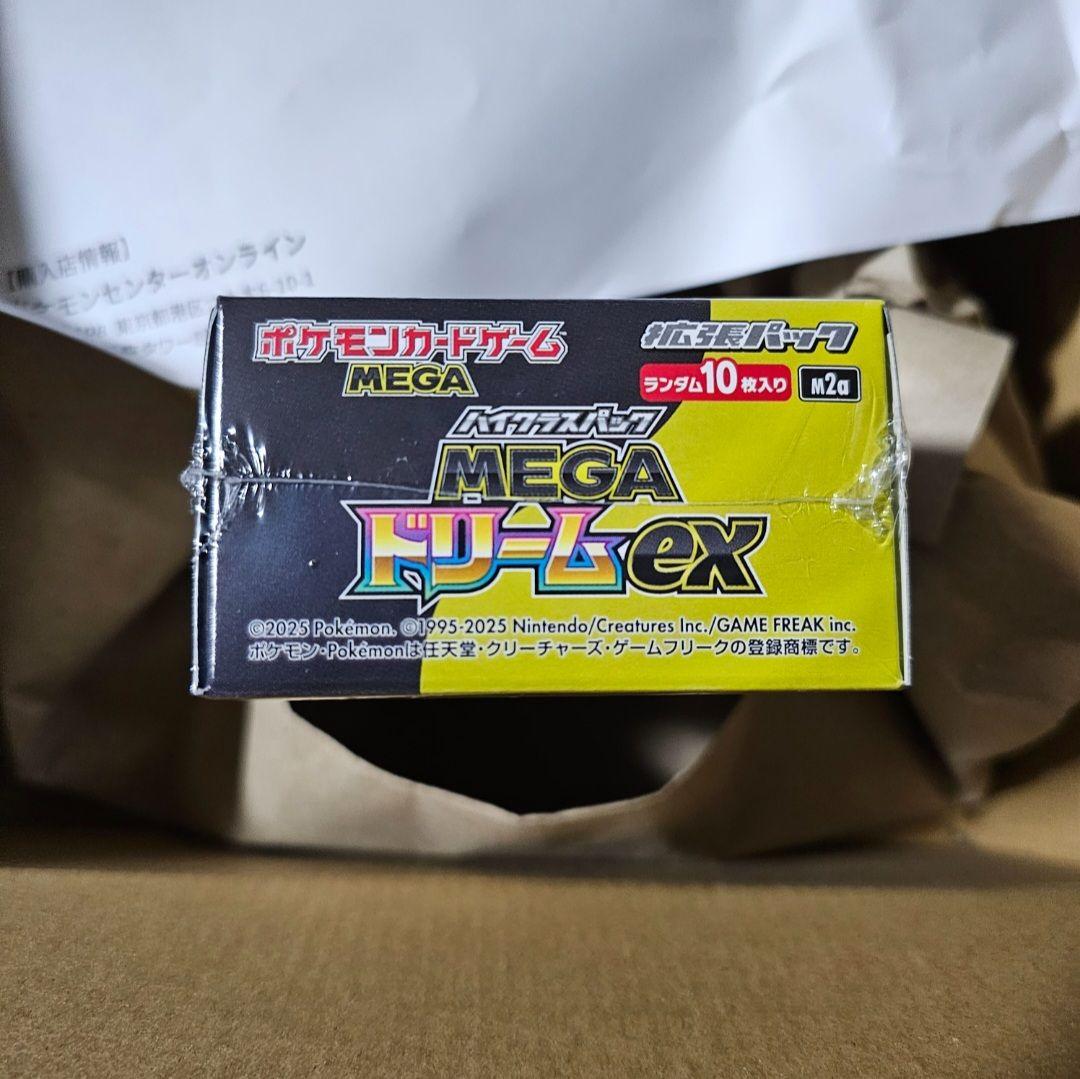 [購入店情報]
ポケモンセンターオンライン
東京都港区
ポケモンカードゲーム
MEGA
拡張パック
ランダム10枚入り
M2a
ハイクラスパック
MEGA
ドリームex
©2025 Pokémon. ©1995-2025 Nintendo/Creatures Inc./GAME FREAK inc.
ポケモン・Pokémonは任天堂・クリーチャーズ・ゲームフリークの登録商標です。